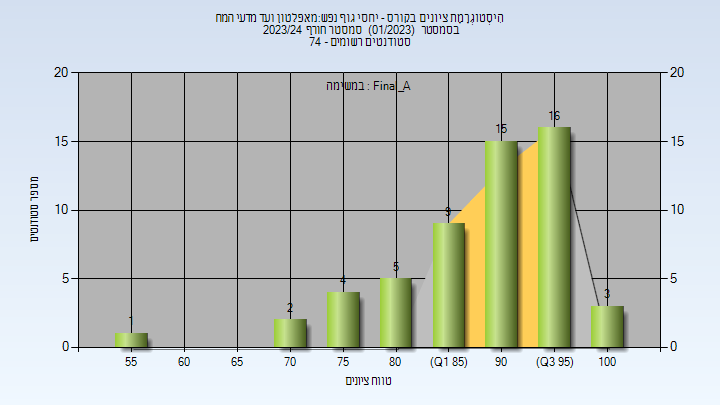 היסטוגרמת ציונים בקורס - יחסי גוף נפש:מאפלטון ועד מדעי המח
בסמסטר (01/2023) סמסטר חורף 2023/24
סטודנטים רשומים - 74
במשימה : Final_A
20 20
15 15
10 10
5 5
0 0
1 2 4 5 9 15 16 3
מספר סטודנטים
55 60 65 70 75 80 (Q1 85) 90 (Q3 95) 100
טווח ציונים